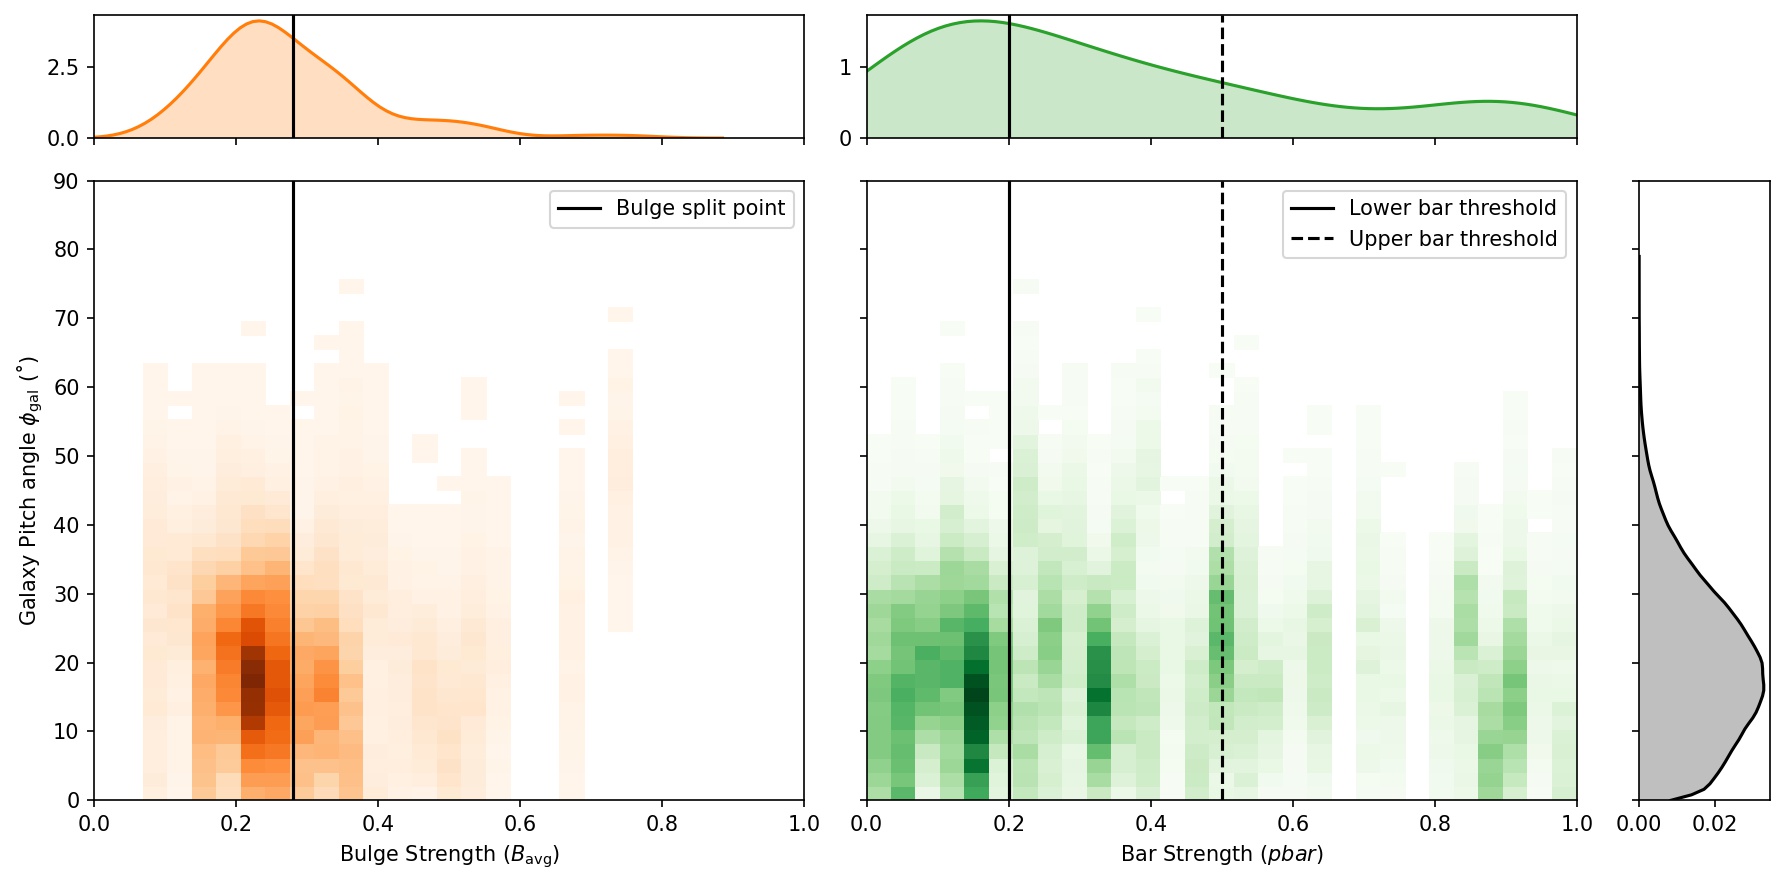 2.5
0.0
1
0
90
80
70
60
50
40
30
20
10
0
Galaxy Pitch angle ϕgal (˚)
Bulge split point
Lower bar threshold
Upper bar threshold
0.0 0.2 0.4 0.6 0.8 1.0
Bulge Strength (Bavg)
0.0 0.2 0.4 0.6 0.8 1.0
Bar Strength (pbar)
0.00 0.02